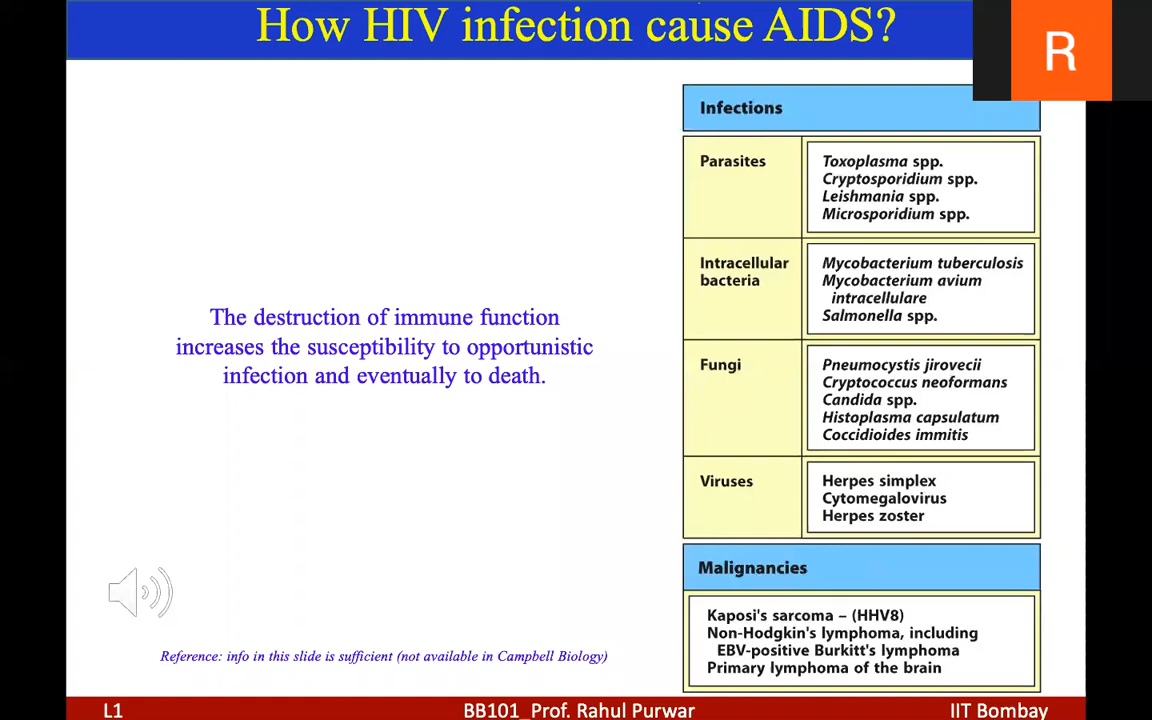 How HIV infection cause AIDS?
R
The destruction of immune function
increases the susceptibility to opportunistic
infection and eventually to death.
Infections
Parasites
Toxoplasma spp.
Cryptosporidium spp.
Leishmania spp.
Microsporidium spp.
Intracellular
bacteria
Mycobacterium tuberculosis
Mycobacterium avium
intracellulare
Salmonella spp.
Fungi
Pneumocystis jirovecii
Cryptococcus neoformans
Candida spp.
Histoplasma capsulatum
Coccidioides immitis
Viruses
Herpes simplex
Cytomegalovirus
Herpes zoster
Malignancies
Kaposi's sarcoma – (HHV8)
Non-Hodgkin's lymphoma, including
EBV-positive Burkitt's lymphoma
Primary lymphoma of the brain
Reference: info in this slide is sufficient (not available in Campbell Biology)
L1 BB101_Prof. Rahul Purwar IIT Bombay